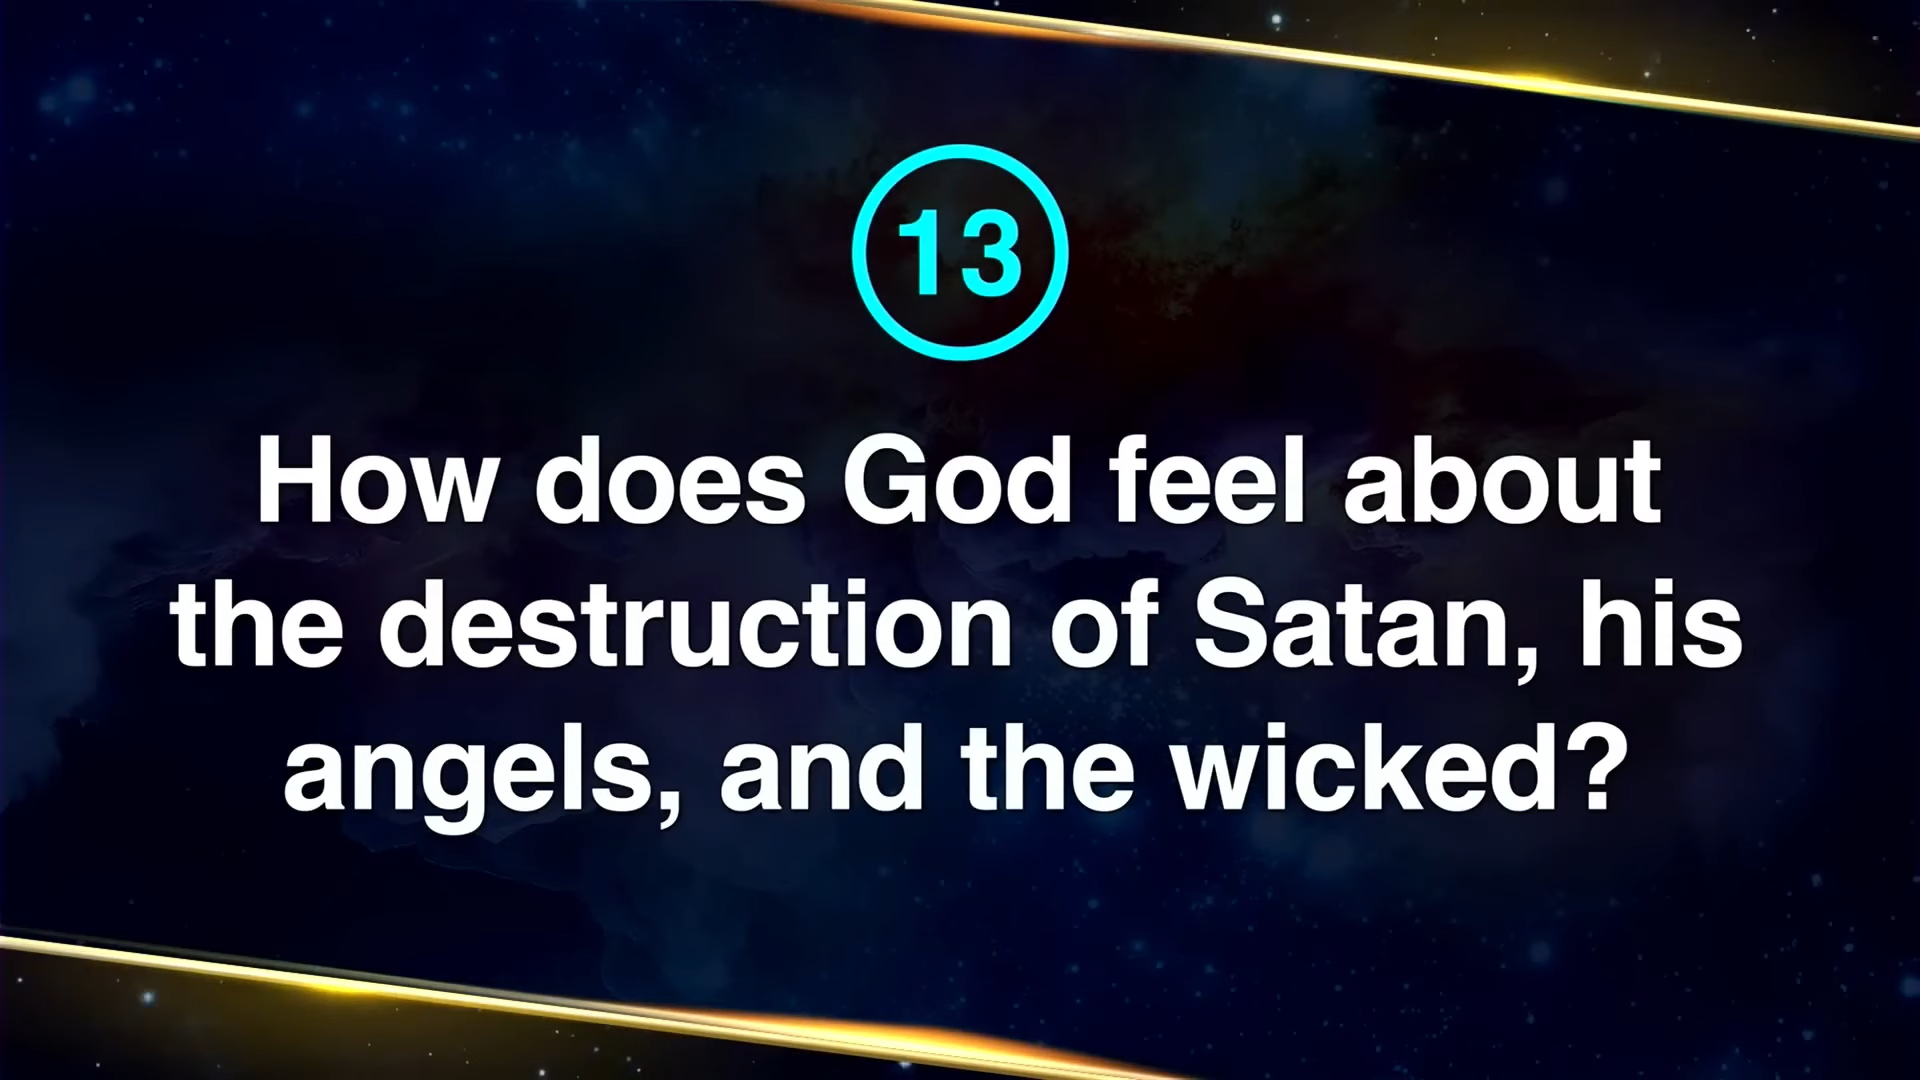 13
How does God feel about
the destruction of Satan, his
angels, and the wicked?